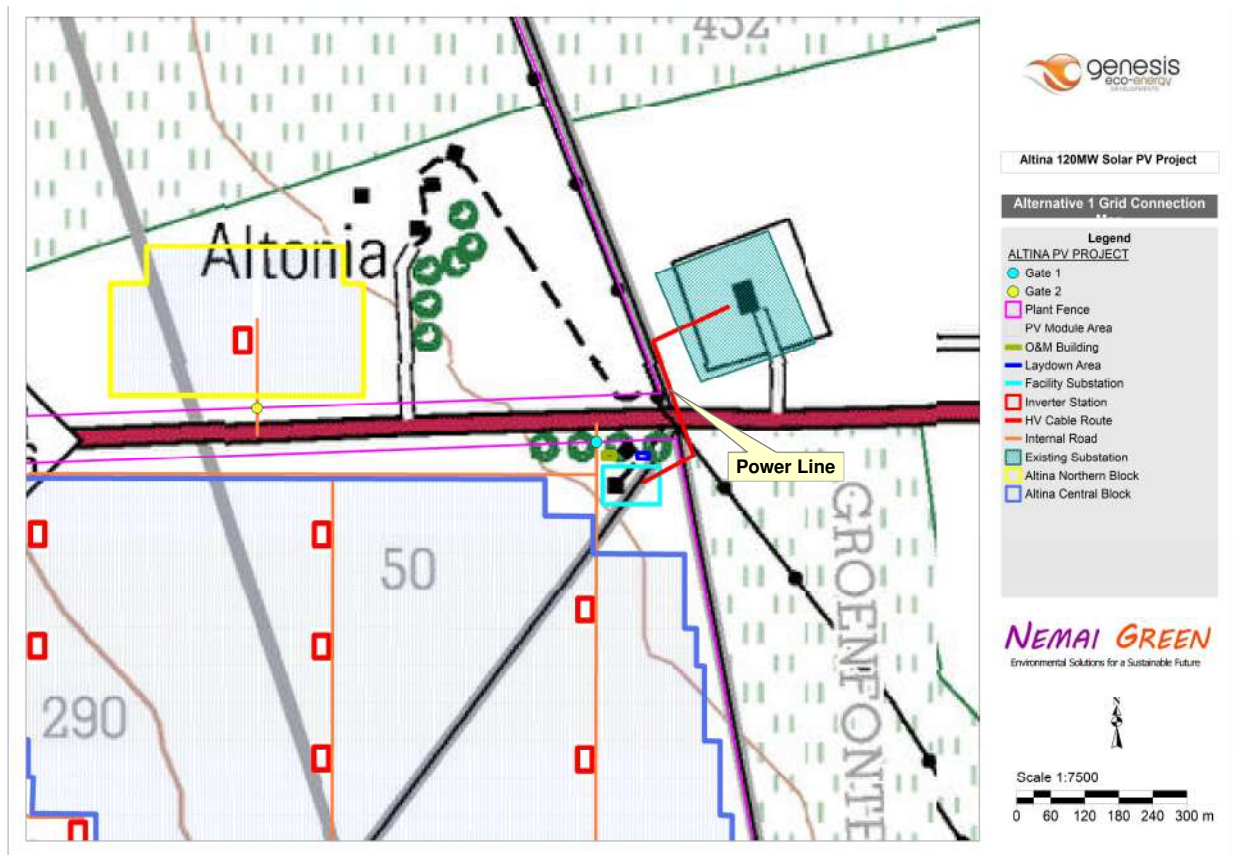 432
Altonia
Power Line
50
290
GROENFONTE
genesis
eco-energy
DEVELOPMENTS
Altina 120MW Solar PV Project
Alternative 1 Grid Connection
Legend
ALTINA PV PROJECT
Gate 1
Gate 2
Plant Fence
PV Module Area
O&M Building
Laydown Area
Facility Substation
Inverter Station
HV Cable Route
Internal Road
Existing Substation
Altina Northern Block
Altina Central Block
NEMAI GREEN
Environmental Solutions for a Sustainable Future
N
Scale 1:7500
0 60 120 180 240 300 m